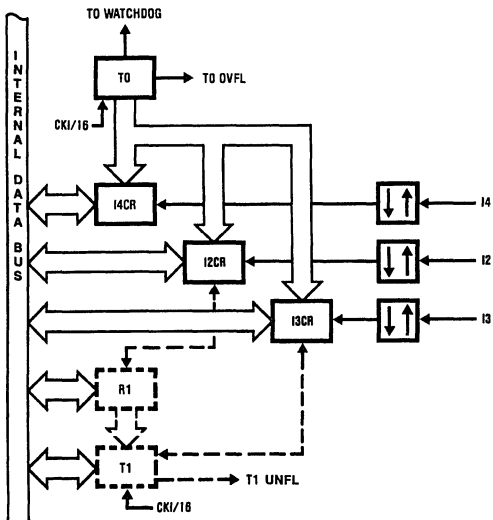 TO WATCHDOG
T0
T0 OVFL
CKI/16
INTERNAL DATA BUS
I4CR
I4
I2CR
I2
I3CR
I3
R1
T1
T1 UNFL
CKI/16